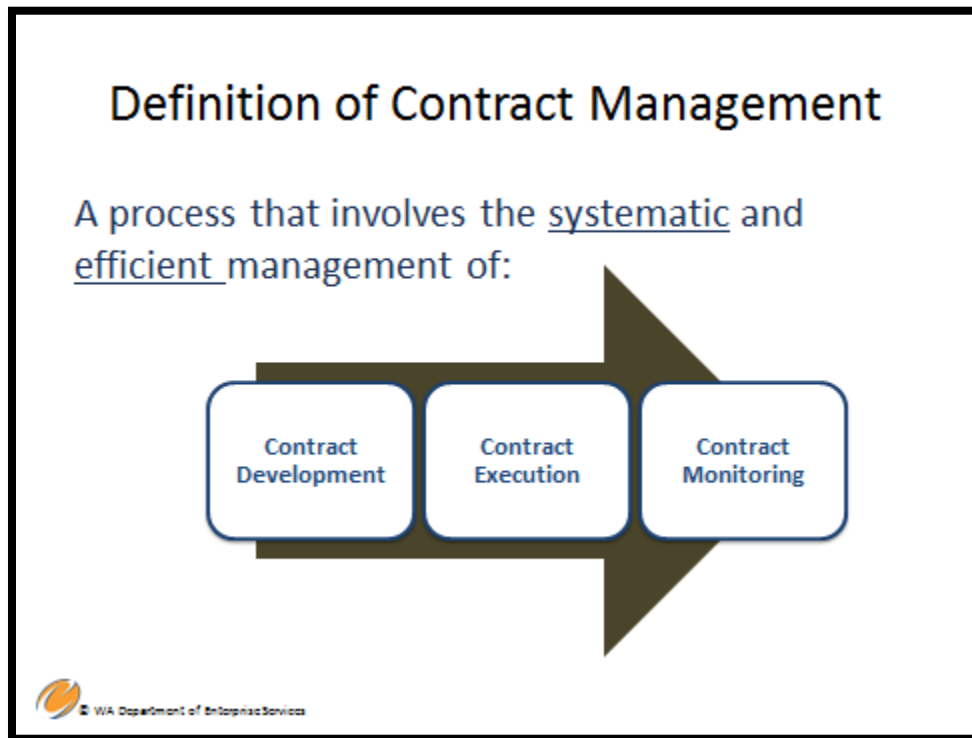 Definition of Contract Management
A process that involves the systematic and
efficient management of:
Contract
Development
Contract
Execution
Contract
Monitoring
© WA Department of Enterprise Services